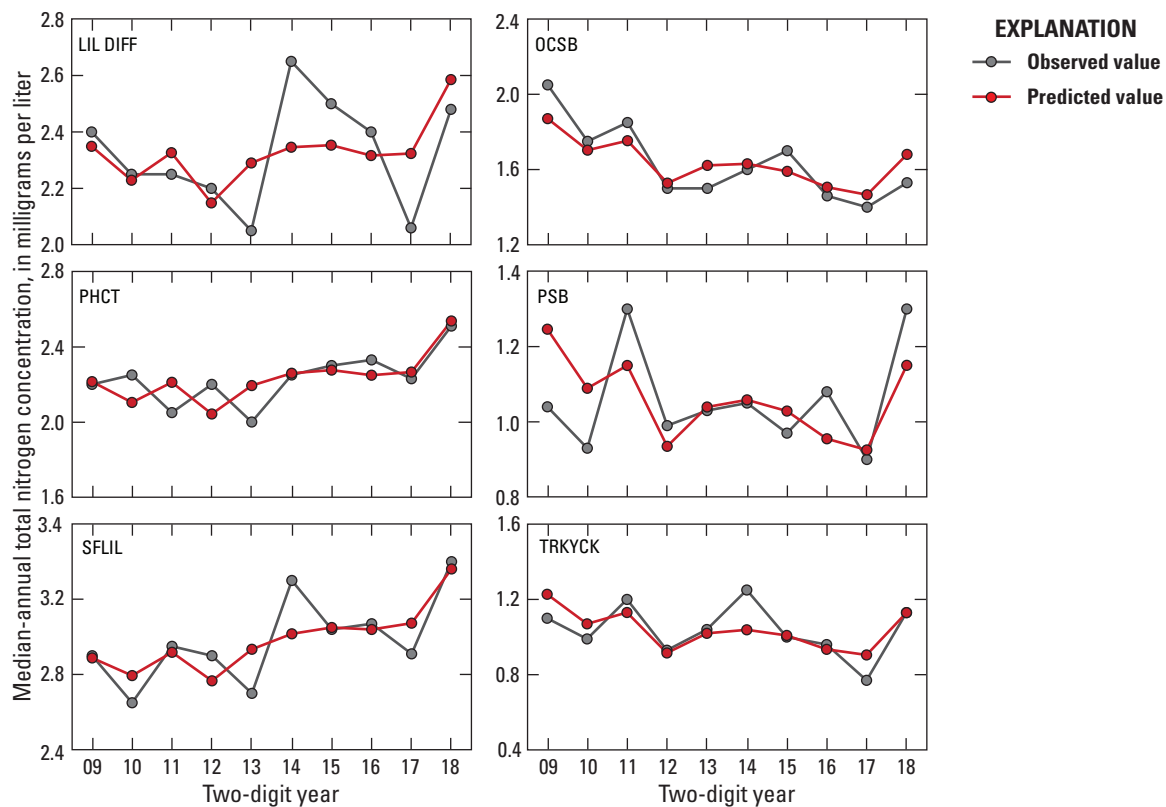 Median-annual total nitrogen concentration, in milligrams per liter
LIL DIFF
2.8
2.6
2.4
2.2
2.0
OCSB
2.4
2.0
1.6
1.2
EXPLANATION
Observed value
Predicted value
PHCT
2.8
2.4
2.0
1.6
PSB
1.4
1.2
1.0
0.8
SFLIL
3.4
3.2
2.8
2.4
09 10 11 12 13 14 15 16 17 18
Two-digit year
TRKYCK
1.6
1.2
0.8
0.4
09 10 11 12 13 14 15 16 17 18
Two-digit year